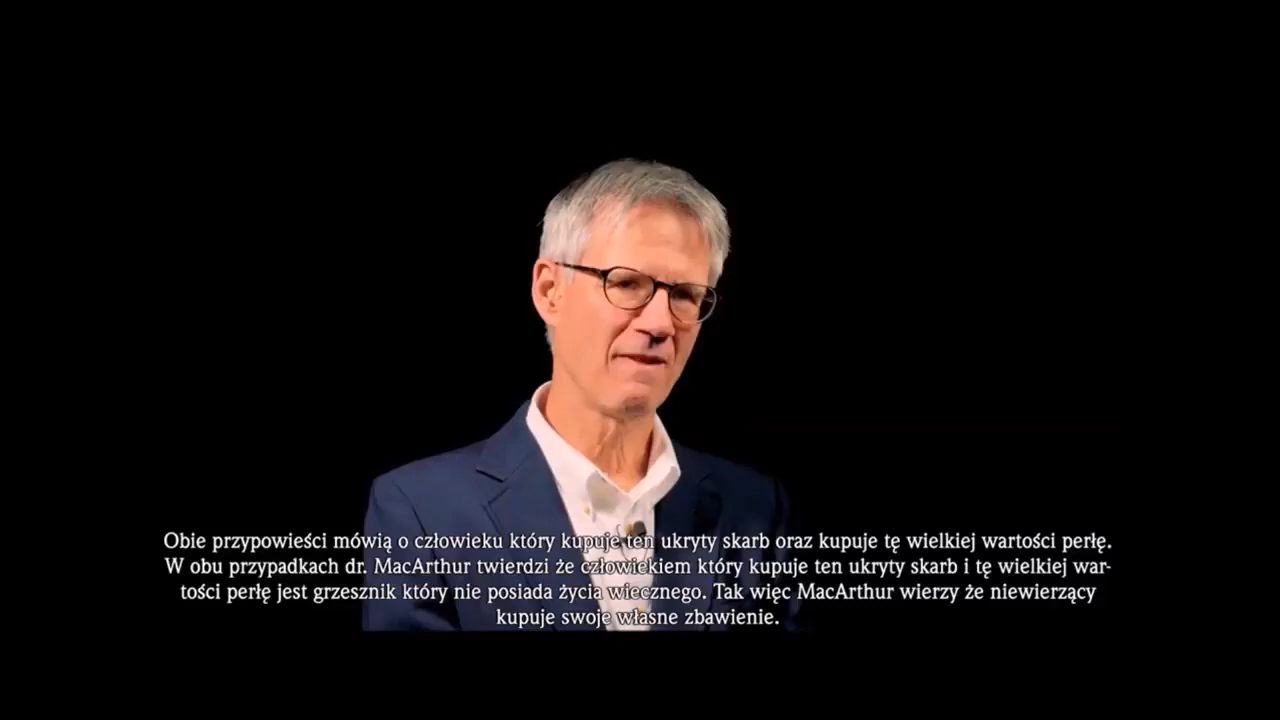 Obie przypowieści mówią o człowieku który kupuje ten ukryty skarb oraz kupuje tę wielkiej wartości perłę.
W obu przypadkach dr. MacArthur twierdzi że człowiekiem który kupuje ten ukryty skarb i tę wielkiej war-
tości perłę jest grzesznik który nie posiada życia wiecznego. Tak więc MacArthur wierzy że niewierzący
kupuje swoje własne zbawienie.